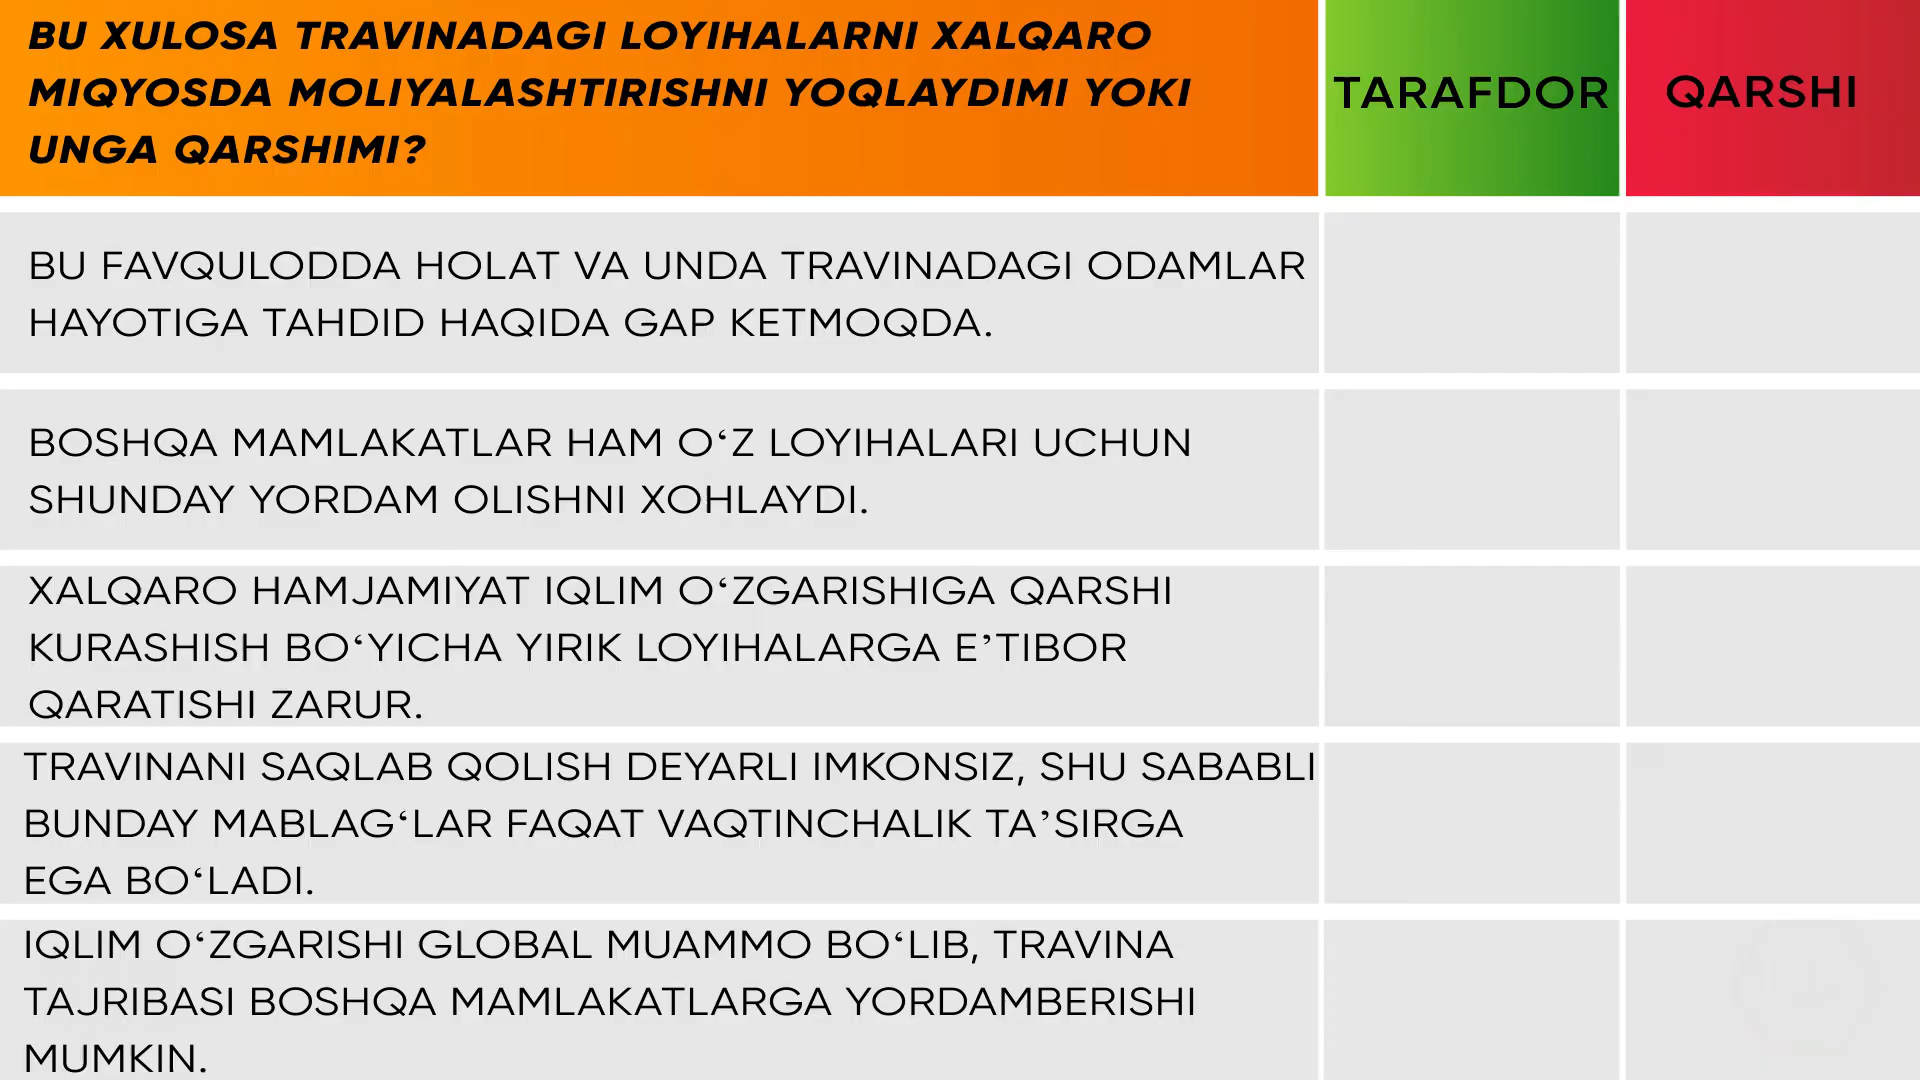 BU XULOSA TRAVINADAGI LOYIHALARNI XALQARO
MIQYOSDA MOLIYALASHTIRISHNI YOQLAYDIMI YOKI
UNGA QARSHIMI?
TARAFDOR
QARSHI
BU FAVQULODDA HOLAT VA UNDA TRAVINADAGI ODAMLAR
HAYOTIGA TAHDID HAQIDA GAP KETMOQDA.
BOSHQA MAMLAKATLAR HAM O‘Z LOYIHALARI UCHUN
SHUNDAY YORDAM OLISHNI XOHLAYDI.
XALQARO HAMJAMIYAT IQLIM O‘ZGARISHIGA QARSHI
KURASHISH BO‘YICHA YIRIK LOYIHALARGA E’TIBOR
QARATISHI ZARUR.
TRAVINANI SAQLAB QOLISH DEYARLI IMKONSIZ, SHU SABABLI
BUNDAY MABLAG‘LAR FAQAT VAQTINCHALIK TA’SIRGA
EGA BO‘LADI.
IQLIM O‘ZGARISHI GLOBAL MUAMMO BO‘LIB, TRAVINA
TAJRIBASI BOSHQA MAMLAKATLARGA YORDAMBERISHI
MUMKIN.